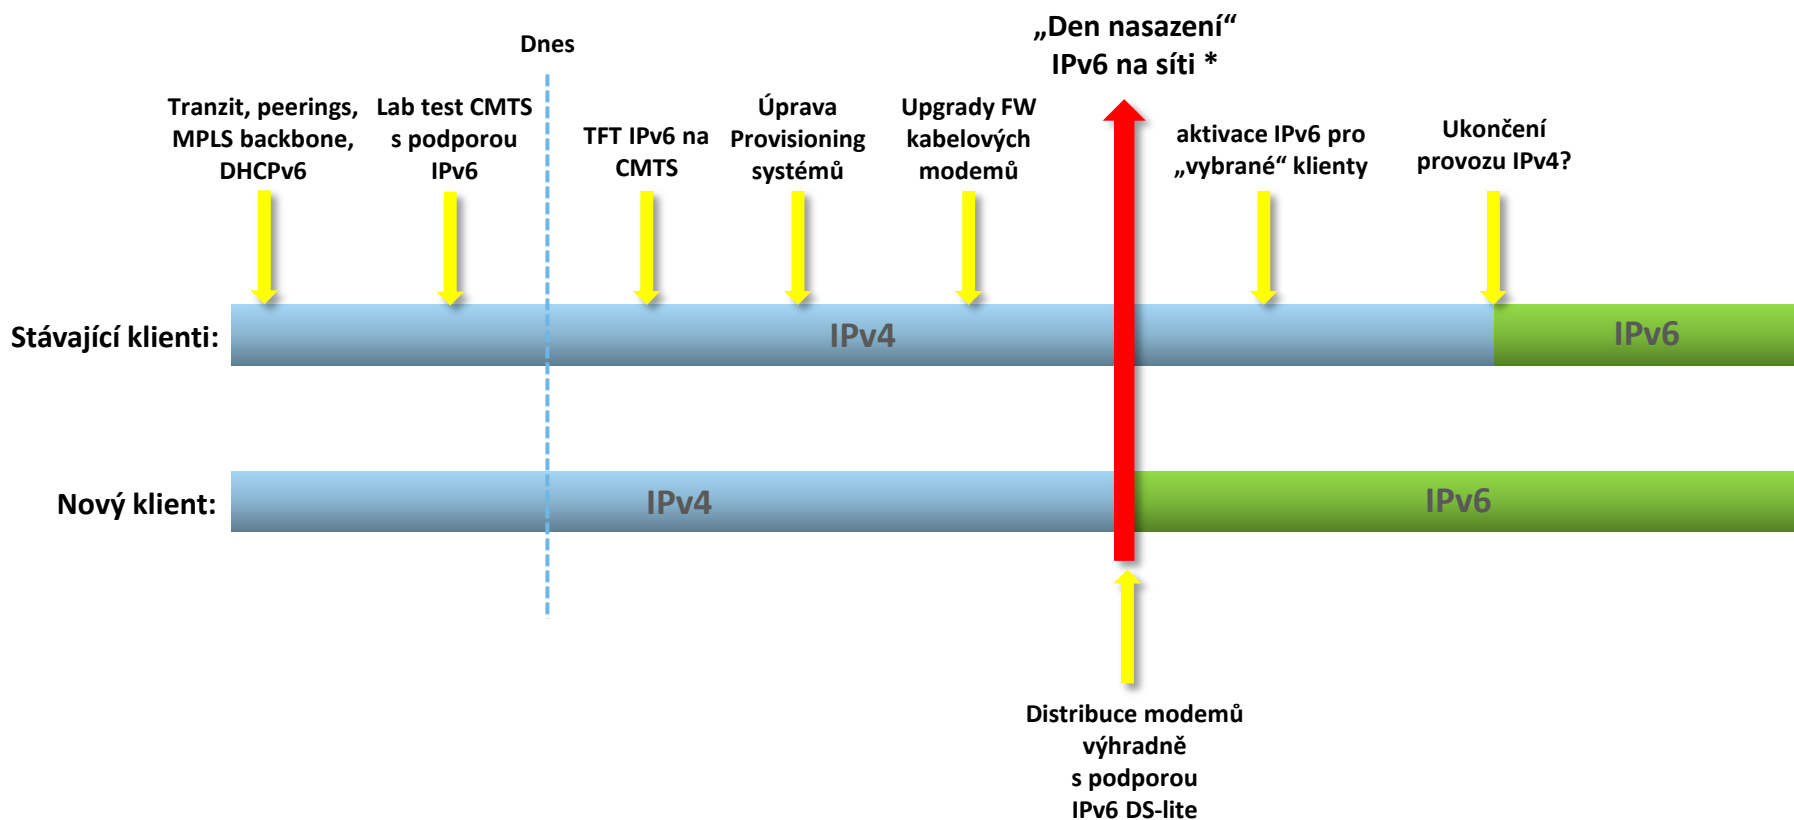 „Den nasazení“
IPv6 na síti *
Dnes
Tranzit, peerings,
MPLS backbone,
DHCPv6
Lab test CMTS
s podporou
IPv6
TFT IPv6 na
CMTS
Úprava
Provisioning
systémů
Upgrady FW
kabelových
modemů
aktivace IPv6 pro
„vybrané“ klienty
Ukončení
provozu IPv4?
Stávající klienti:
IPv4
IPv6
Nový klient:
IPv4
IPv6
Distribuce modemů
výhradně
s podporou
IPv6 DS-lite